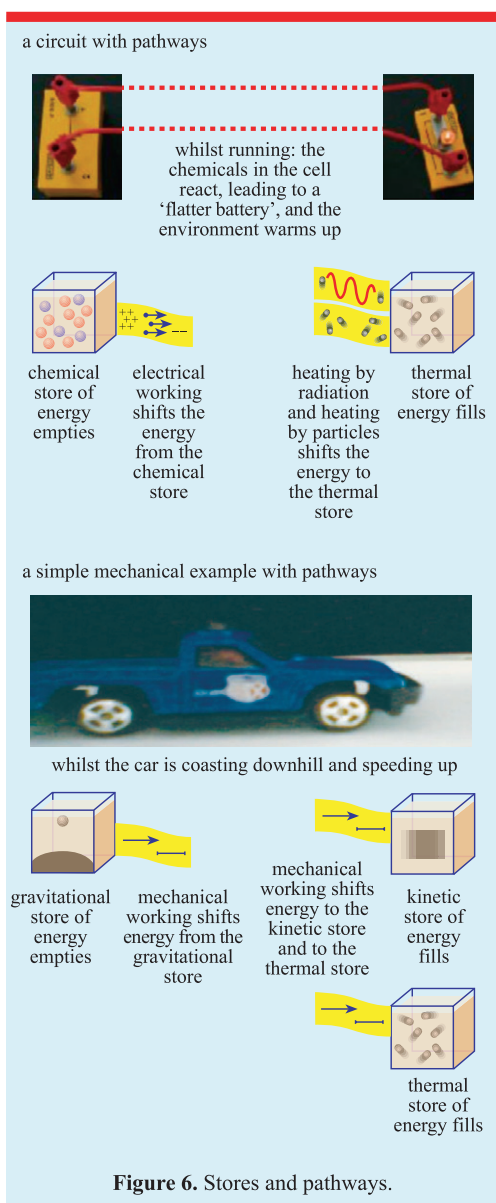 a circuit with pathways
whilst running: the
chemicals in the cell
react, leading to a
‘flatter battery’, and the
environment warms up
chemical
store of
energy
empties
electrical
working
shifts the
energy
from the
chemical
store
heating by
radiation
and heating
by particles
shifts the
energy to
the thermal
store
thermal
store of
energy fills
a simple mechanical example with pathways
whilst the car is coasting downhill and speeding up
gravitational
store of
energy
empties
mechanical
working shifts
energy from the
gravitational
store
mechanical
working shifts
energy to the
kinetic store
and to the
thermal store
kinetic
store of
energy
fills
thermal
store of
energy fills
Figure 6. Stores and pathways.